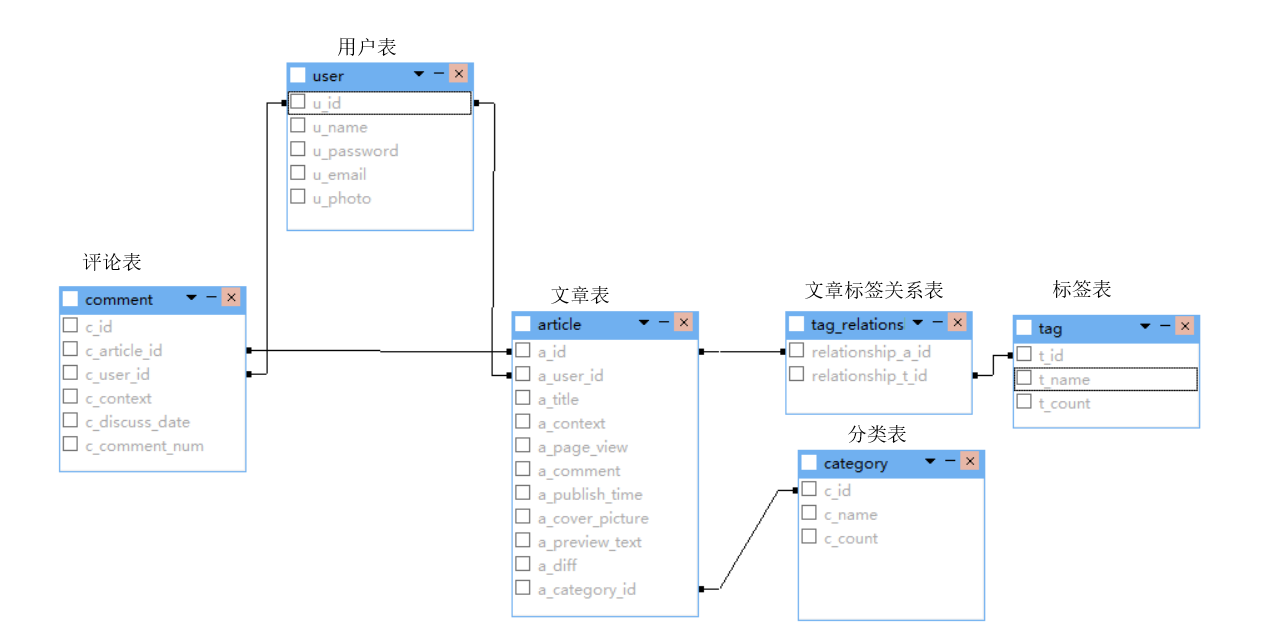 用户表
user
u_id
u_name
u_password
u_email
u_photo
评论表
comment
c_id
c_article_id
c_user_id
c_context
c_discuss_date
c_comment_num
文章表
article
a_id
a_user_id
a_title
a_context
a_page_view
a_comment
a_publish_time
a_cover_picture
a_preview_text
a_diff
a_category_id
文章标签关系表
tag_relations
relationship_a_id
relationship_t_id
标签表
tag
t_id
t_name
t_count
分类表
category
c_id
c_name
c_count